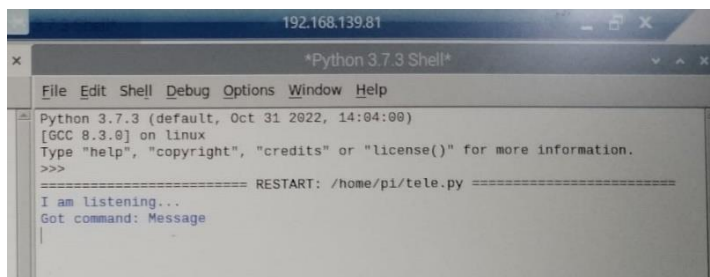 192.168.139.81
*Python 3.7.3 Shell*
File Edit Shell Debug Options Window Help
Python 3.7.3 (default, Oct 31 2022, 14:04:00)
[GCC 8.3.0] on linux
Type "help", "copyright", "credits" or "license()" for more information.
>>>
========================= RESTART: /home/pi/tele.py =========================
I am listening...
Got command: Message